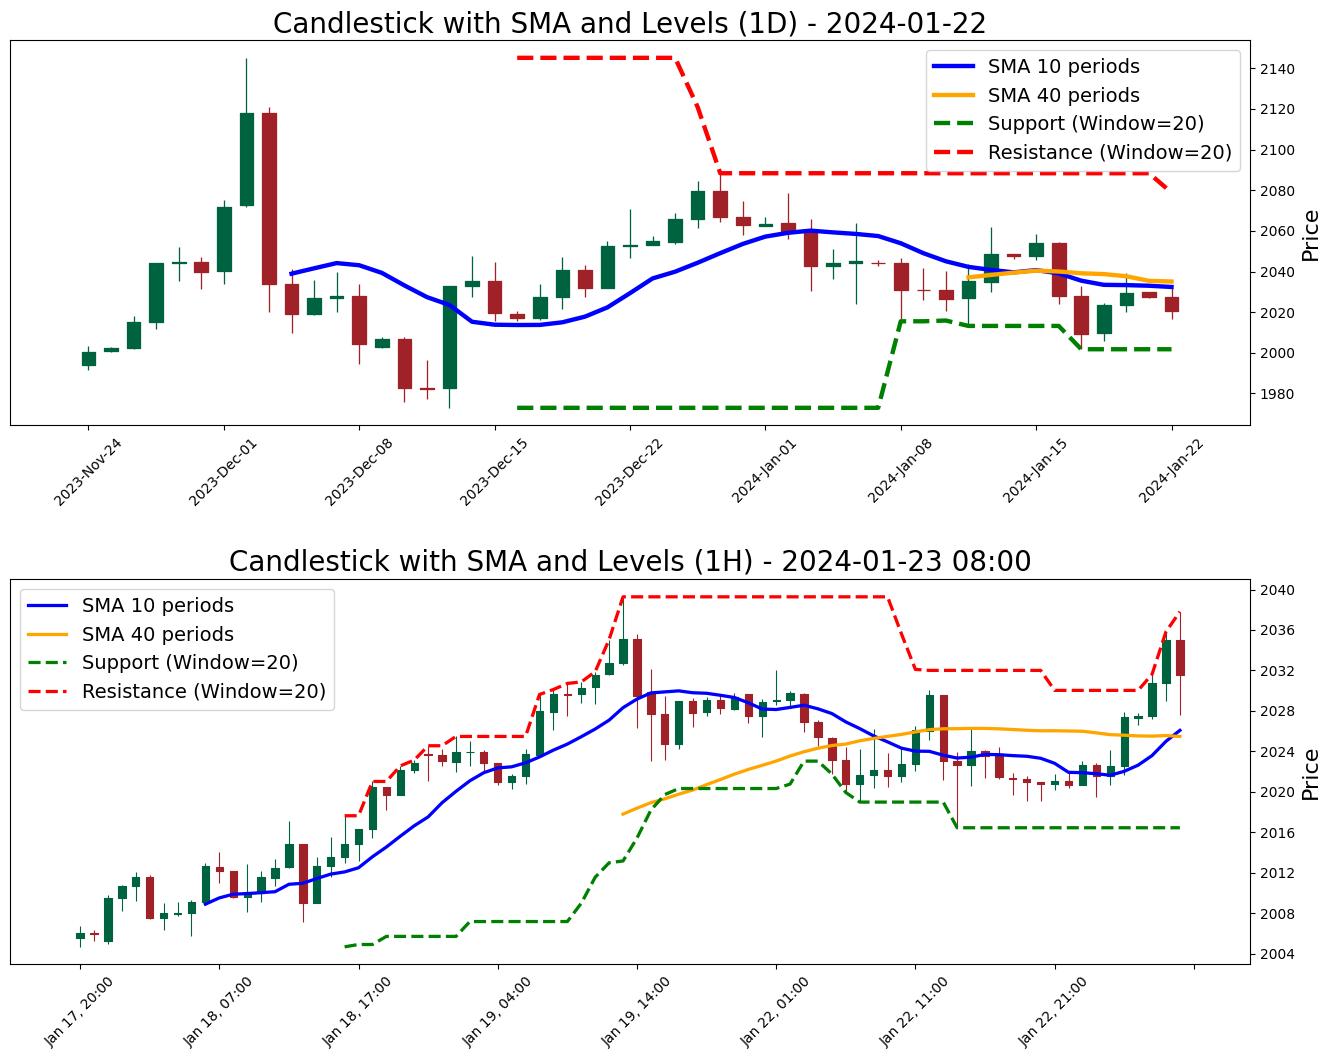 Candlestick with SMA and Levels (1D) - 2024-01-22
SMA 10 periods
SMA 40 periods
Support (Window=20)
Resistance (Window=20)
2140
2120
2100
2080
2060
2040
2020
2000
1980
Price
2023-Nov-24
2023-Dec-01
2023-Dec-08
2023-Dec-15
2023-Dec-22
2024-Jan-01
2024-Jan-08
2024-Jan-15
2024-Jan-22
Candlestick with SMA and Levels (1H) - 2024-01-23 08:00
SMA 10 periods
SMA 40 periods
Support (Window=20)
Resistance (Window=20)
2040
2036
2032
2028
2024
2020
2016
2012
2008
2004
Price
Jan 17, 20:00
Jan 18, 07:00
Jan 18, 17:00
Jan 19, 04:00
Jan 19, 14:00
Jan 22, 01:00
Jan 22, 11:00
Jan 22, 21:00